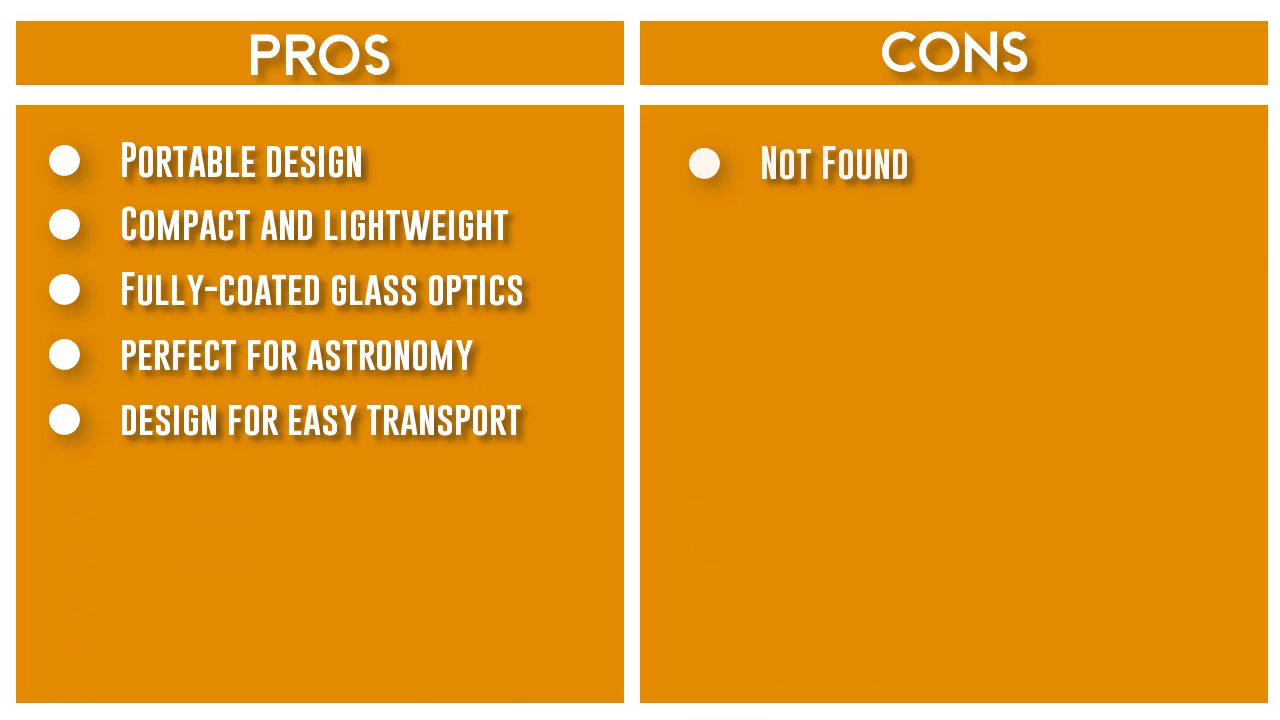 PROS
Portable design
Compact and lightweight
Fully-coated glass optics
perfect for astronomy
design for easy transport
CONS
Not Found